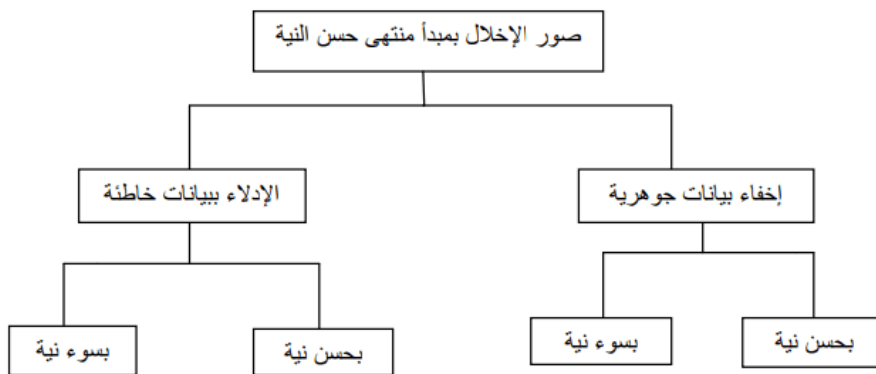 صور الإخلال بمبدأ منتهى حسن النية
إخفاء بيانات جوهرية
الإدلاء ببيانات خاطئة
بحسن نية
بسوء نية
بحسن نية
بسوء نية